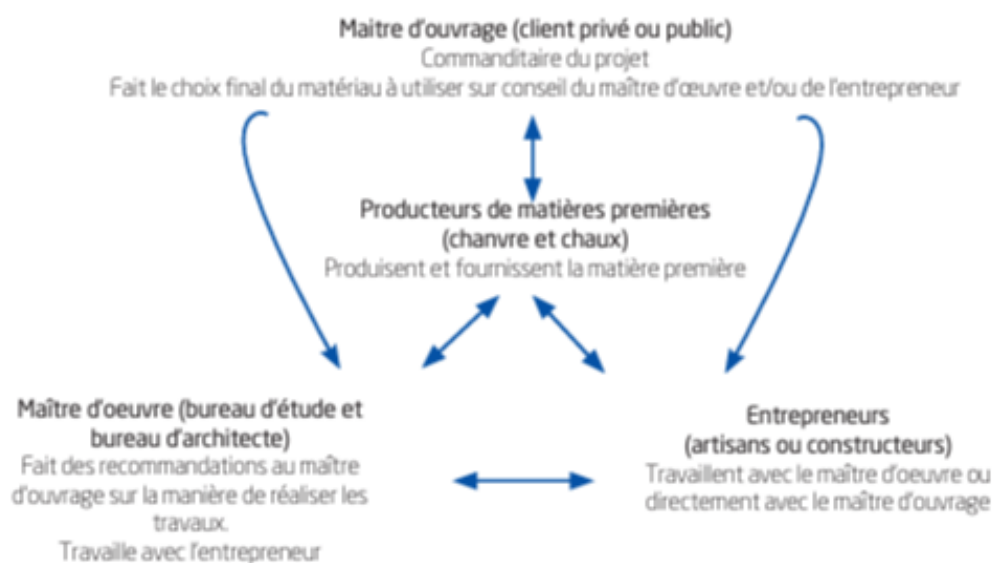 Maitre d'ouvrage (client privé ou public)
Commanditaire du projet
Fait le choix final du matériau à utiliser sur conseil du maître d'œuvre et/ou de l'entrepreneur
Producteurs de matières premières
(chanvre et chaux)
Produisent et fournissent la matière première
Maître d'oeuvre (bureau d'étude et
bureau d'architecte)
Fait des recommandations au maître
d'ouvrage sur la manière de réaliser les
travaux.
Travaille avec l'entrepreneur
Entrepreneurs
(artisans ou constructeurs)
Travaillent avec le maître d'oeuvre ou
directement avec le maître d'ouvrage